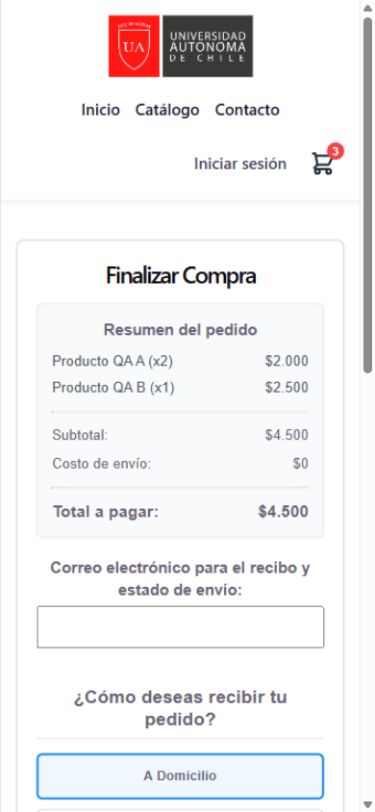 UA
UNIVERSIDAD
AUTONOMA
DE CHILE
Inicio Catálogo Contacto
Iniciar sesión 3
Finalizar Compra
Resumen del pedido
Producto QA A (x2) $2.000
Producto QA B (x1) $2.500
Subtotal: $4.500
Costo de envío: $0
Total a pagar: $4.500
Correo electrónico para el recibo y
estado de envío:
¿Cómo deseas recibir tu
pedido?
A Domicilio